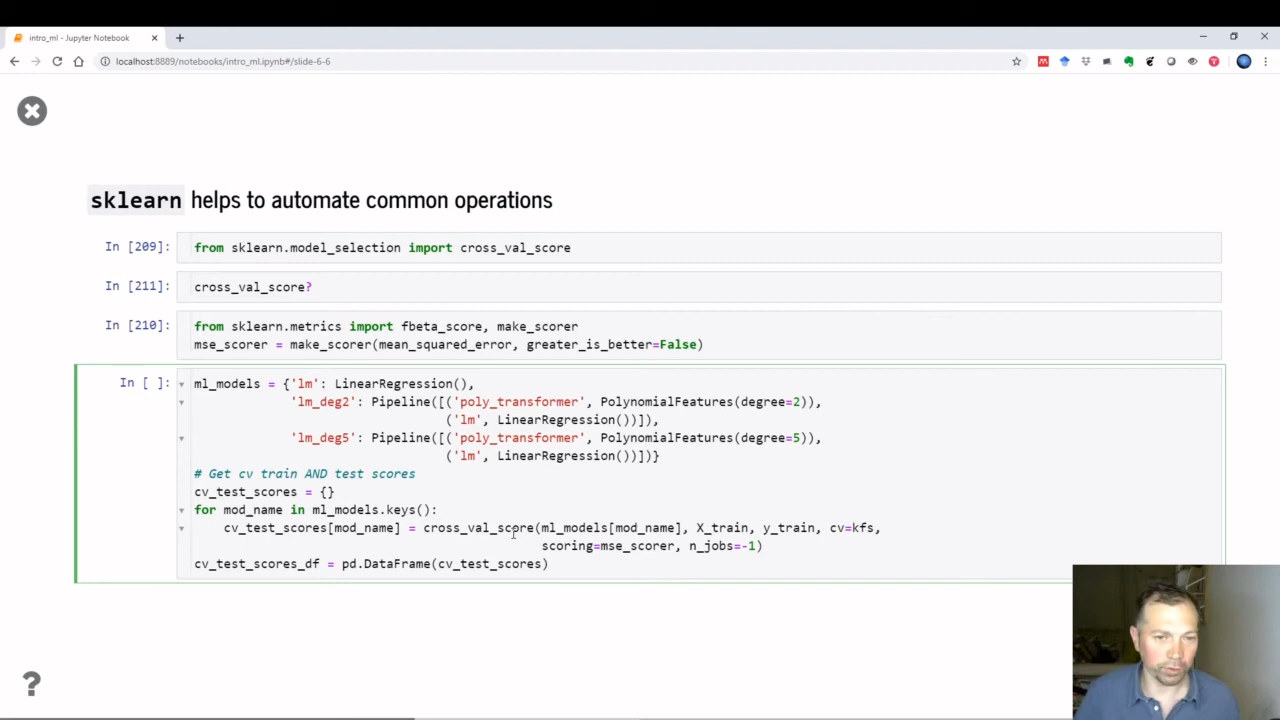 intro_ml - Jupyter Notebook
localhost:8889/notebooks/intro_ml.ipynb#/slide-6-6
sklearn helps to automate common operations
In [209]: from sklearn.model_selection import cross_val_score
In [211]: cross_val_score?
In [210]: from sklearn.metrics import fbeta_score, make_scorer
mse_scorer = make_scorer(mean_squared_error, greater_is_better=False)
In [ ]: ml_models = {'lm': LinearRegression(),
'lm_deg2': Pipeline([('poly_transformer', PolynomialFeatures(degree=2)),
('lm', LinearRegression())]),
'lm_deg5': Pipeline([('poly_transformer', PolynomialFeatures(degree=5)),
('lm', LinearRegression())])}
# Get cv train AND test scores
cv_test_scores = {}
for mod_name in ml_models.keys():
cv_test_scores[mod_name] = cross_val_score(ml_models[mod_name], X_train, y_train, cv=kfs,
scoring=mse_scorer, n_jobs=-1)
cv_test_scores_df = pd.DataFrame(cv_test_scores)
?